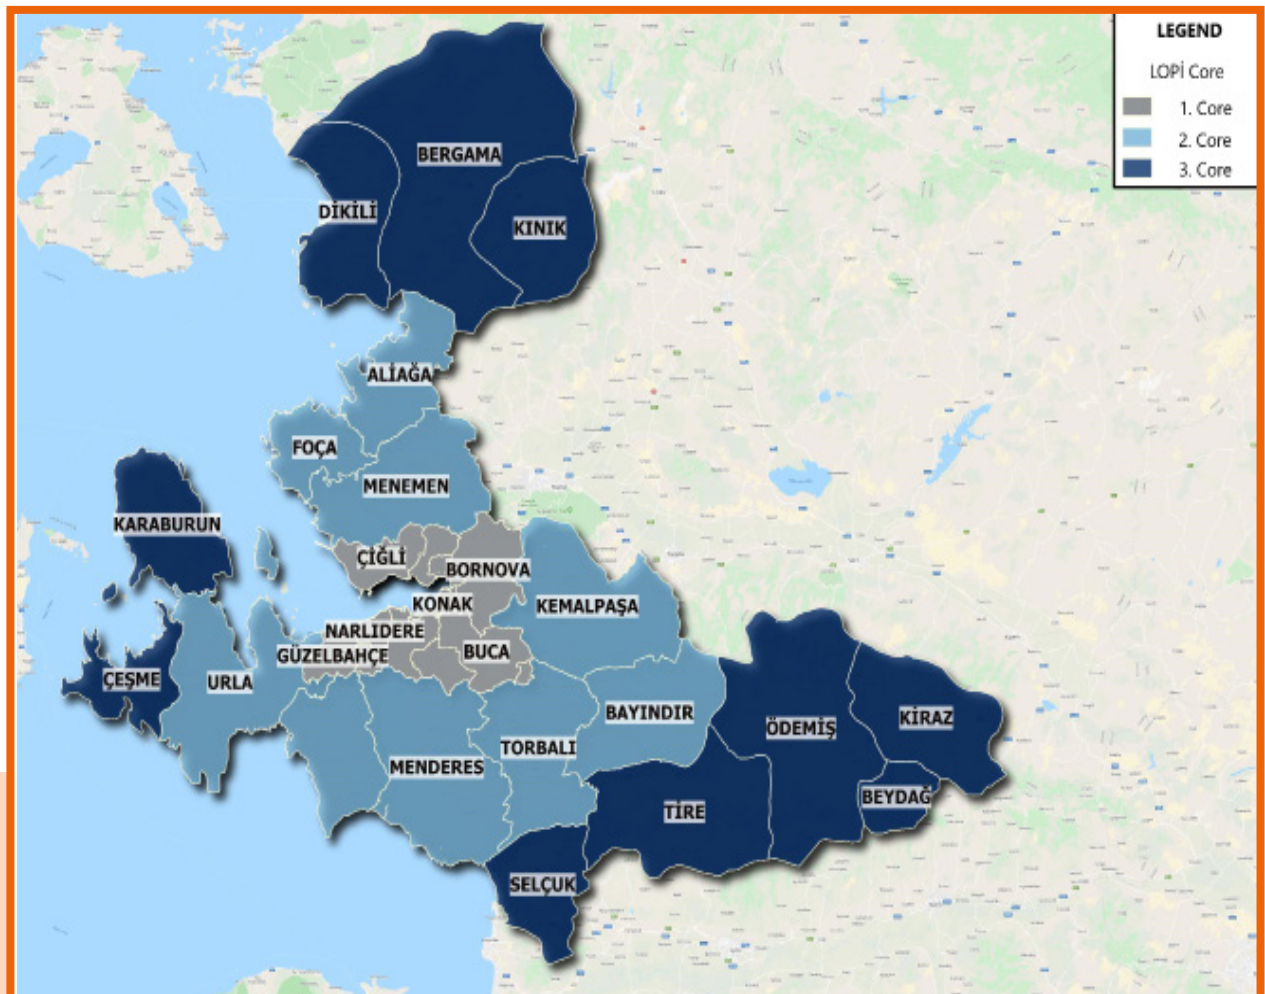 LEGEND
LOPİ Core
1. Core
2. Core
3. Core
BERGAMA
DİKİLİ
KINIK
ALİAĞA
FOÇA
MENEMEN
KARABURUN
ÇİĞLİ
BORNOVA
KONAK
KEMALPAŞA
NARLIDERE
GÜZELBAHÇE
BUCA
ÇEŞME
URLA
BAYINDIR
ÖDEMİŞ
KİRAZ
TORBALI
MENDERES
BEYDAĞ
TİRE
SELÇUK